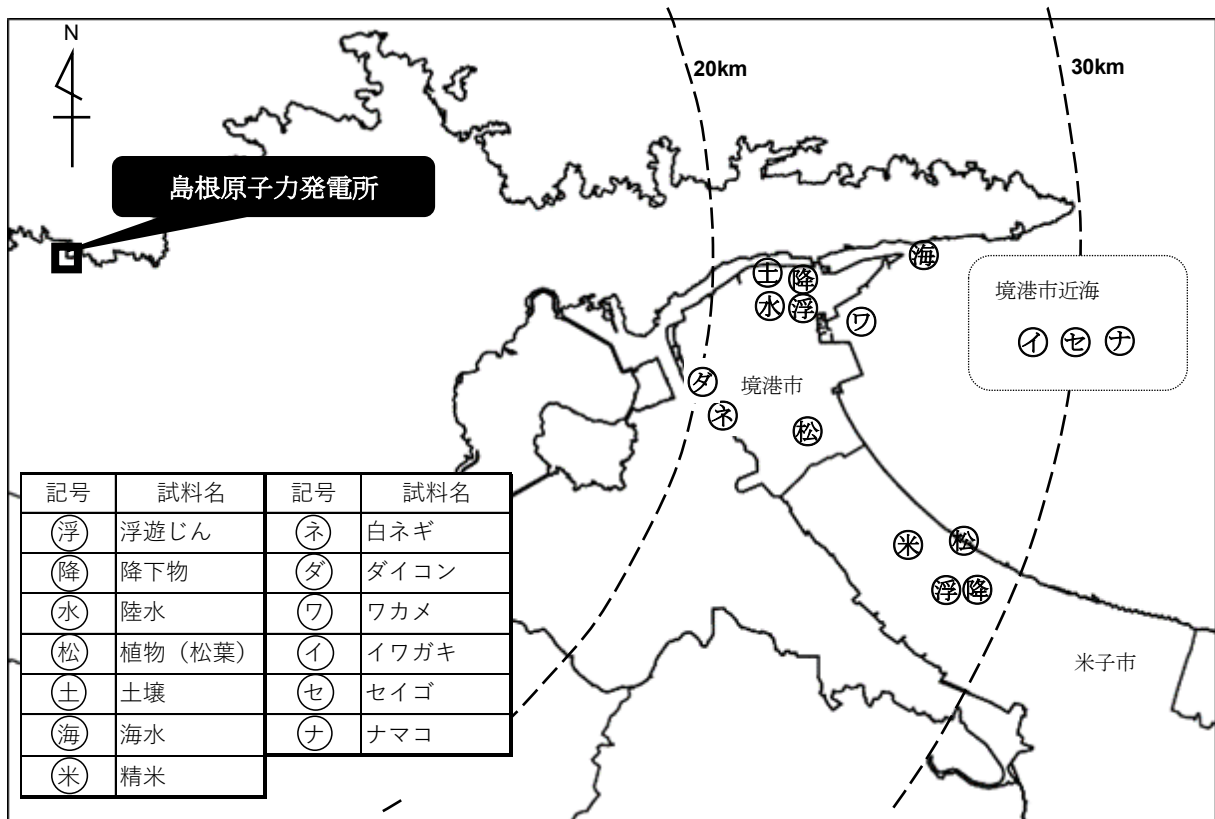 N
20km
30km
島根原子力発電所
海
土 降
水 浮
ワ
境港市近海
イ セ ナ
ダ
境港市
ネ
松
米 松
浮 降
米子市
記号 試料名 記号 試料名
浮 浮遊じん ネ 白ネギ
降 降下物 ダ ダイコン
水 陸水 ワ ワカメ
松 植物（松葉） イ イワガキ
土 土壌 セ セイゴ
海 海水 ナ ナマコ
米 精米